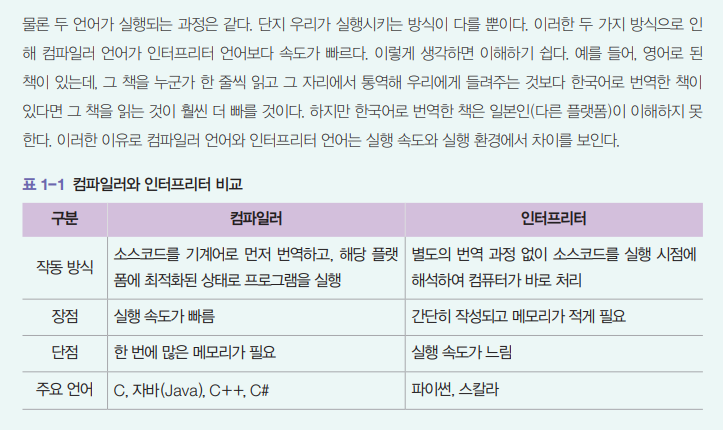 물론 두 언어가 실행되는 과정은 같다. 단지 우리가 실행시키는 방식이 다를 뿐이다. 이러한 두 가지 방식으로 인
해 컴파일러 언어가 인터프리터 언어보다 속도가 빠르다. 이렇게 생각하면 이해하기 쉽다. 예를 들어, 영어로 된
책이 있는데, 그 책을 누군가 한 줄씩 읽고 그 자리에서 통역해 우리에게 들려주는 것보다 한국어로 번역한 책이
있다면 그 책을 읽는 것이 훨씬 더 빠를 것이다. 하지만 한국어로 번역한 책은 일본인(다른 플랫폼)이 이해하지 못
한다. 이러한 이유로 컴파일러 언어와 인터프리터 언어는 실행 속도와 실행 환경에서 차이를 보인다.
표 1-1 컴파일러와 인터프리터 비교
구분 컴파일러 인터프리터
작동 방식 소스코드를 기계어로 먼저 번역하고, 해당 플랫 별도의 번역 과정 없이 소스코드를 실행 시점에
폼에 최적화된 상태로 프로그램을 실행 해석하여 컴퓨터가 바로 처리
장점 실행 속도가 빠름 간단히 작성되고 메모리가 적게 필요
단점 한 번에 많은 메모리가 필요 실행 속도가 느림
주요 언어 C, 자바(Java), C++, C# 파이썬, 스칼라